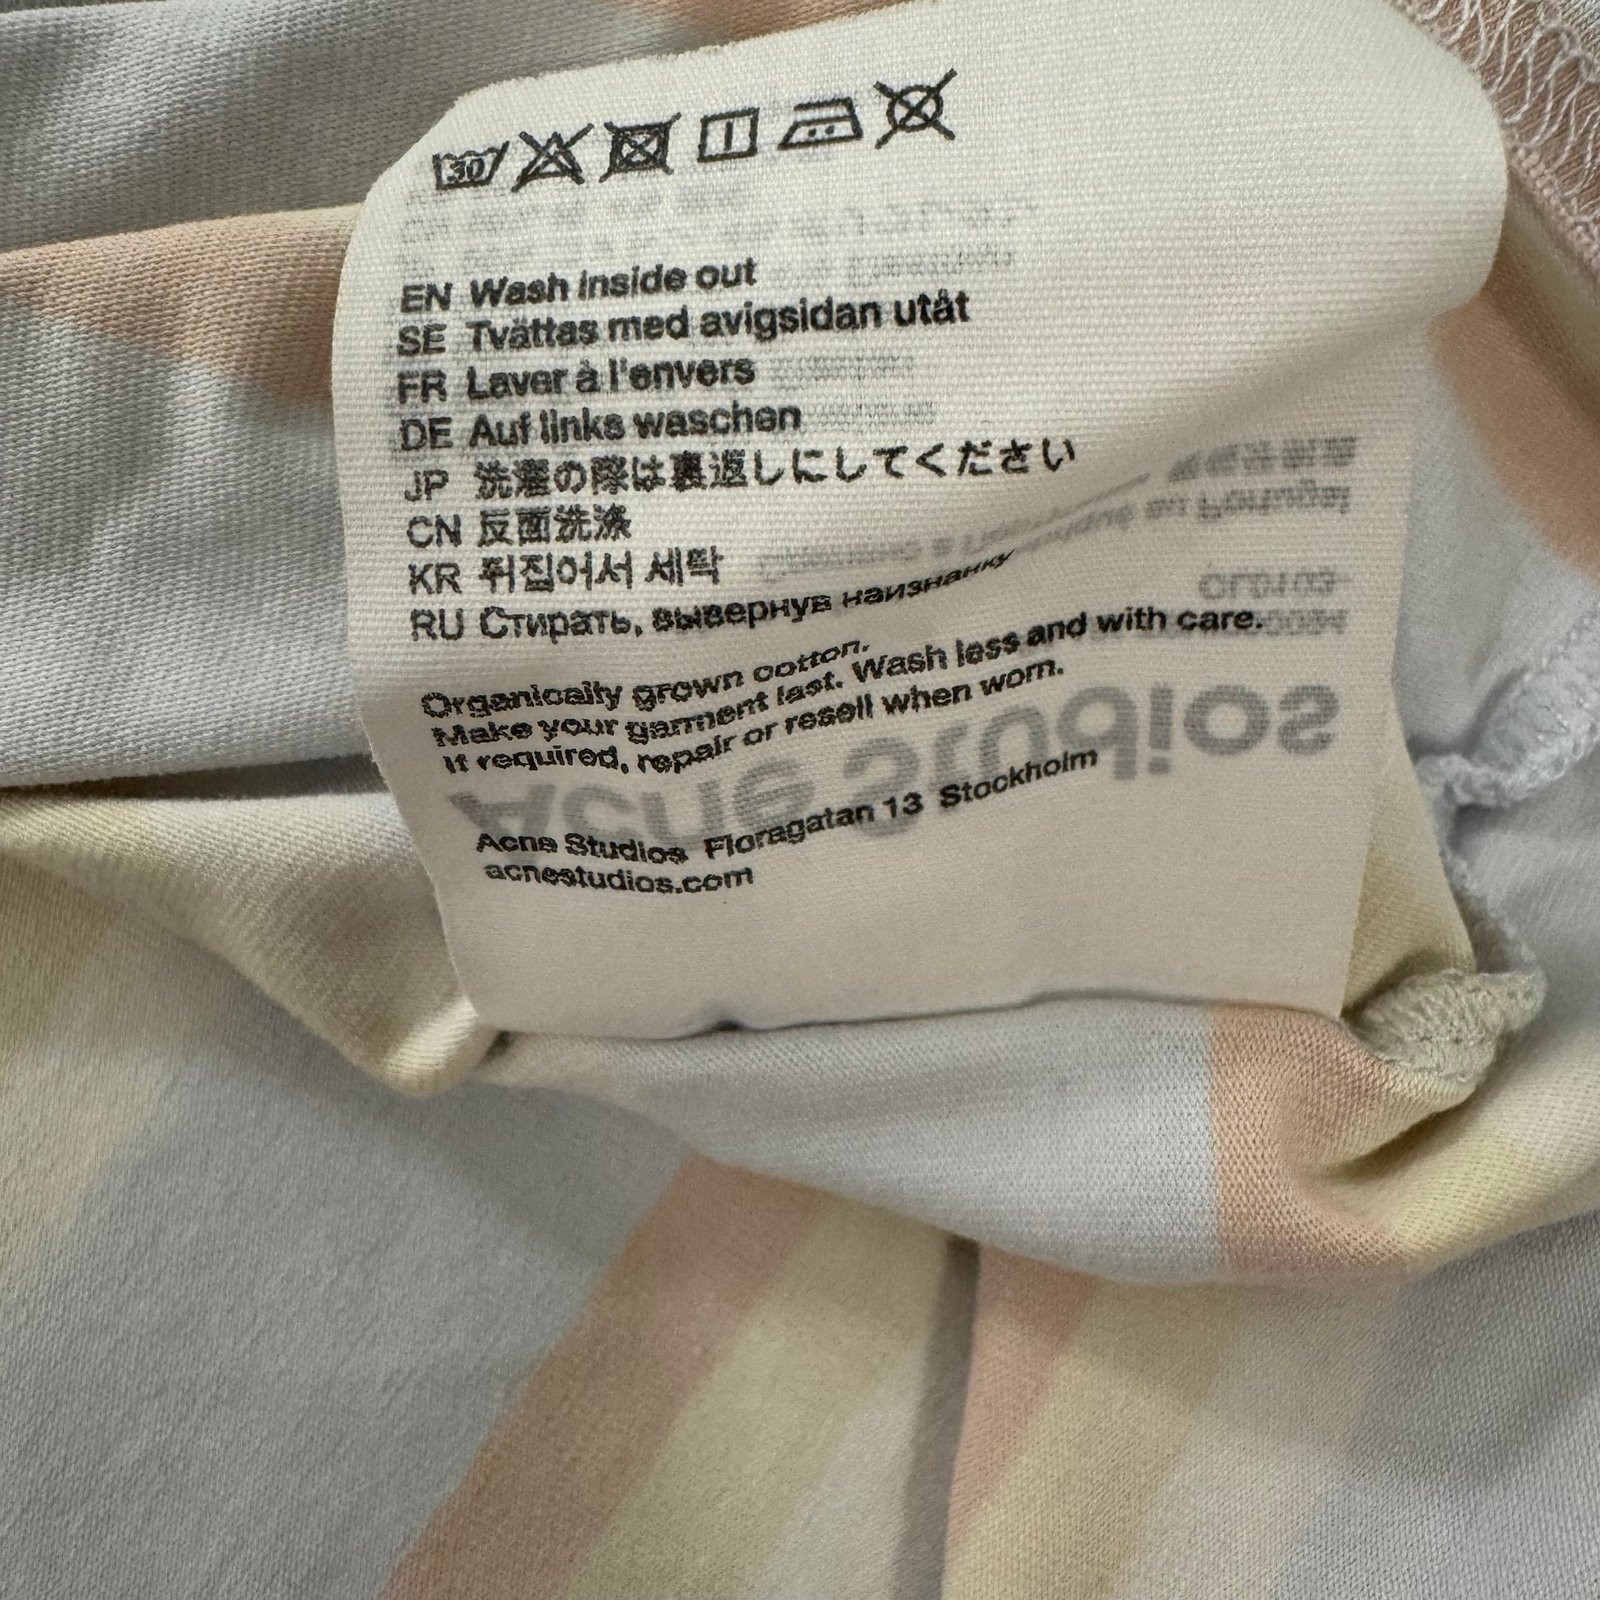 30
EN Wash inside out
SE Tvättas med avigsidan utåt
FR Laver à l'envers
DE Auf links waschen
JP 洗濯の際は裏返しにしてください
CN 反面洗涤
KR 뒤집어서 세탁
RU Стирать, вывернув наизнанку
Organically grown cotton.
Make your garment last. Wash less and with care.
If required, repair or resell when worn.
Acne Studios
Acne Studios Floragatan 13 Stockholm
acnestudios.com